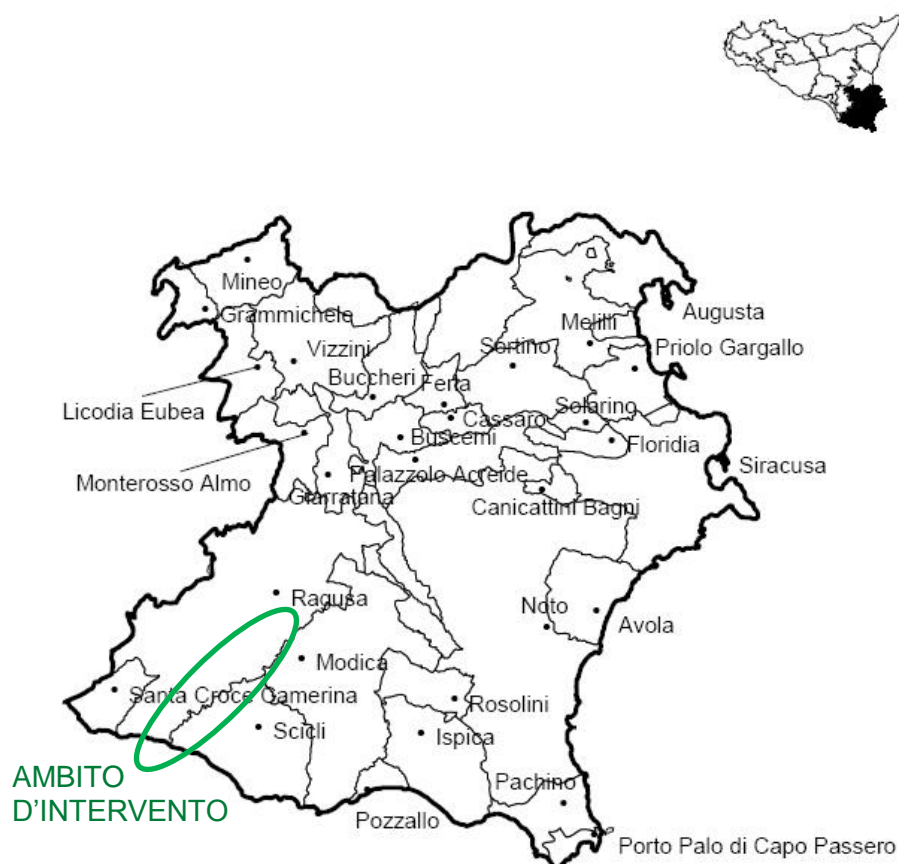 Mineo
Grammichele
Augusta
Melilli
Vizzini
Sortino
Priolo Gargallo
Buccheri
Ferla
Licodia Eubea
Solarino
Cassaro
Buscemi
Floridia
Siracusa
Monterosso Almo
Palazzolo Acreide
Giarratana
Canicattini Bagni
Ragusa
Noto
Avola
Modica
Santa Croce Camerina
Rosolini
Scicli
Ispica
AMBITO
D'INTERVENTO
Pachino
Pozzallo
Porto Palo di Capo Passero